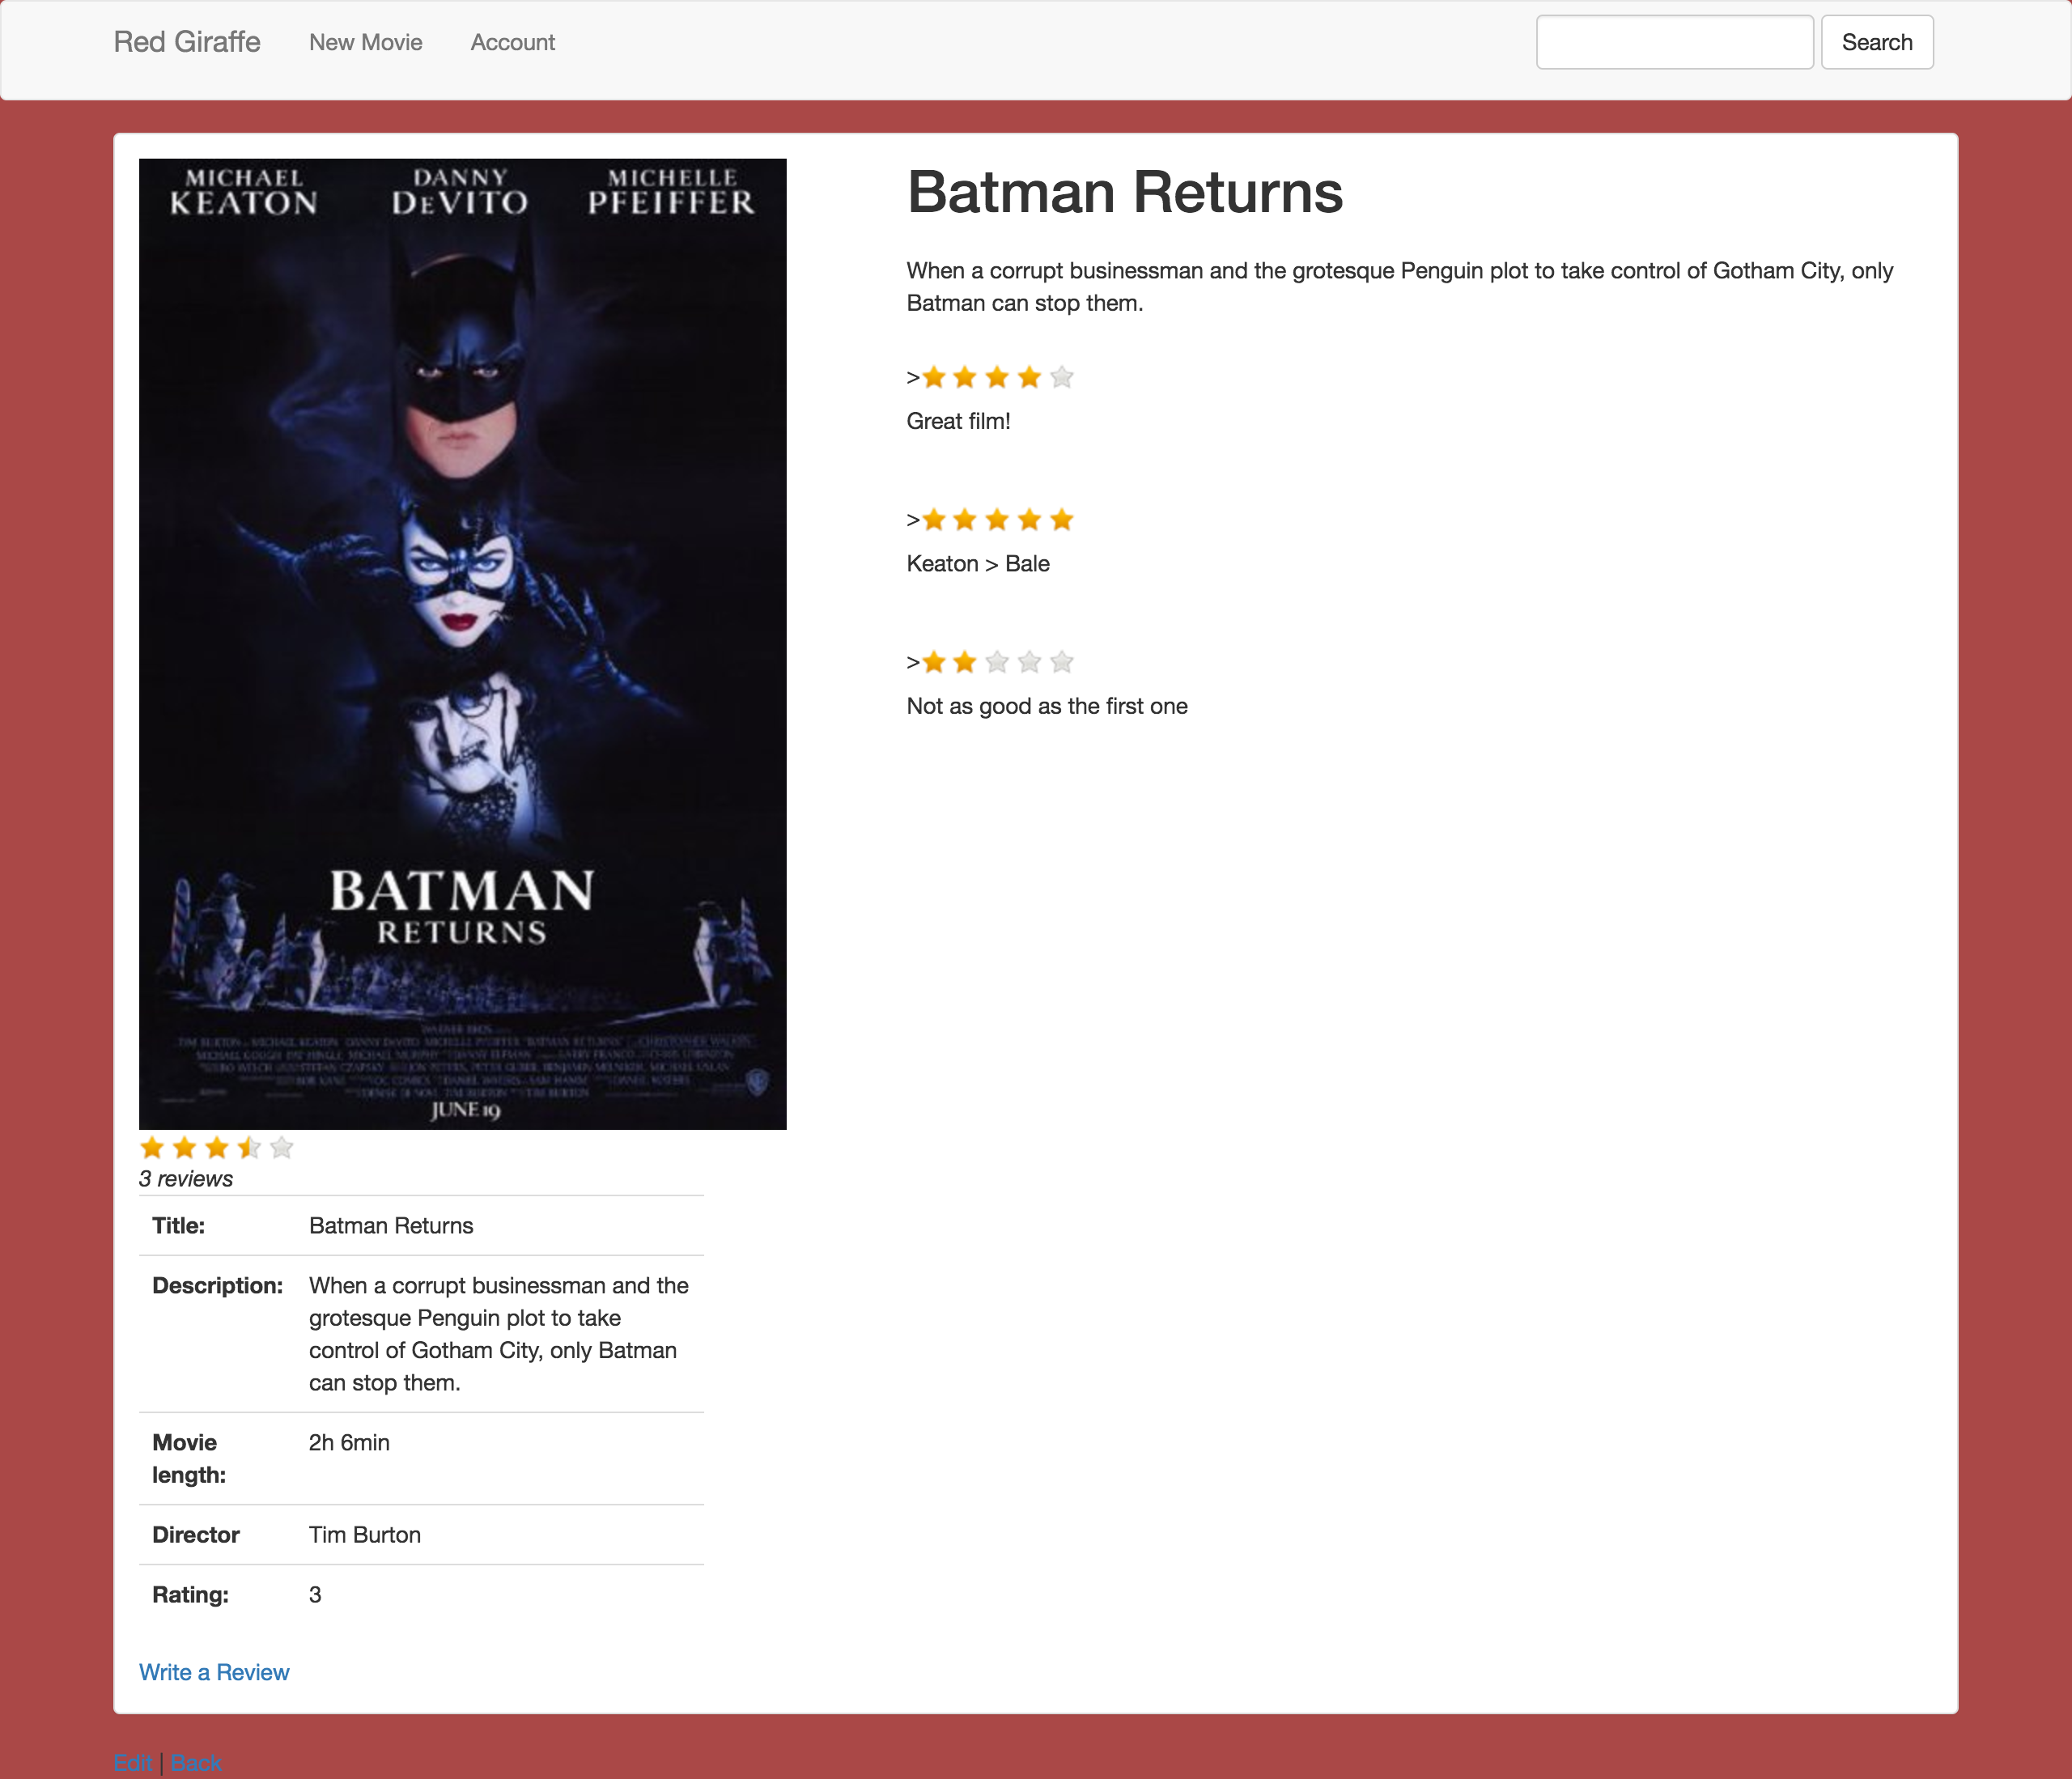 Red Giraffe New Movie Account Search
MICHAEL KEATON
DANNY DEVITO
MICHELLE PFEIFFER
BATMAN
RETURNS
WARNER BROS.
JUNE 19
3 reviews
Title: Batman Returns
Description: When a corrupt businessman and the
grotesque Penguin plot to take
control of Gotham City, only Batman
can stop them.
Movie length: 2h 6min
Director Tim Burton
Rating: 3
Write a Review
Batman Returns
When a corrupt businessman and the grotesque Penguin plot to take control of Gotham City, only
Batman can stop them.
>
Great film!
>
Keaton > Bale
>
Not as good as the first one
Edit | Back